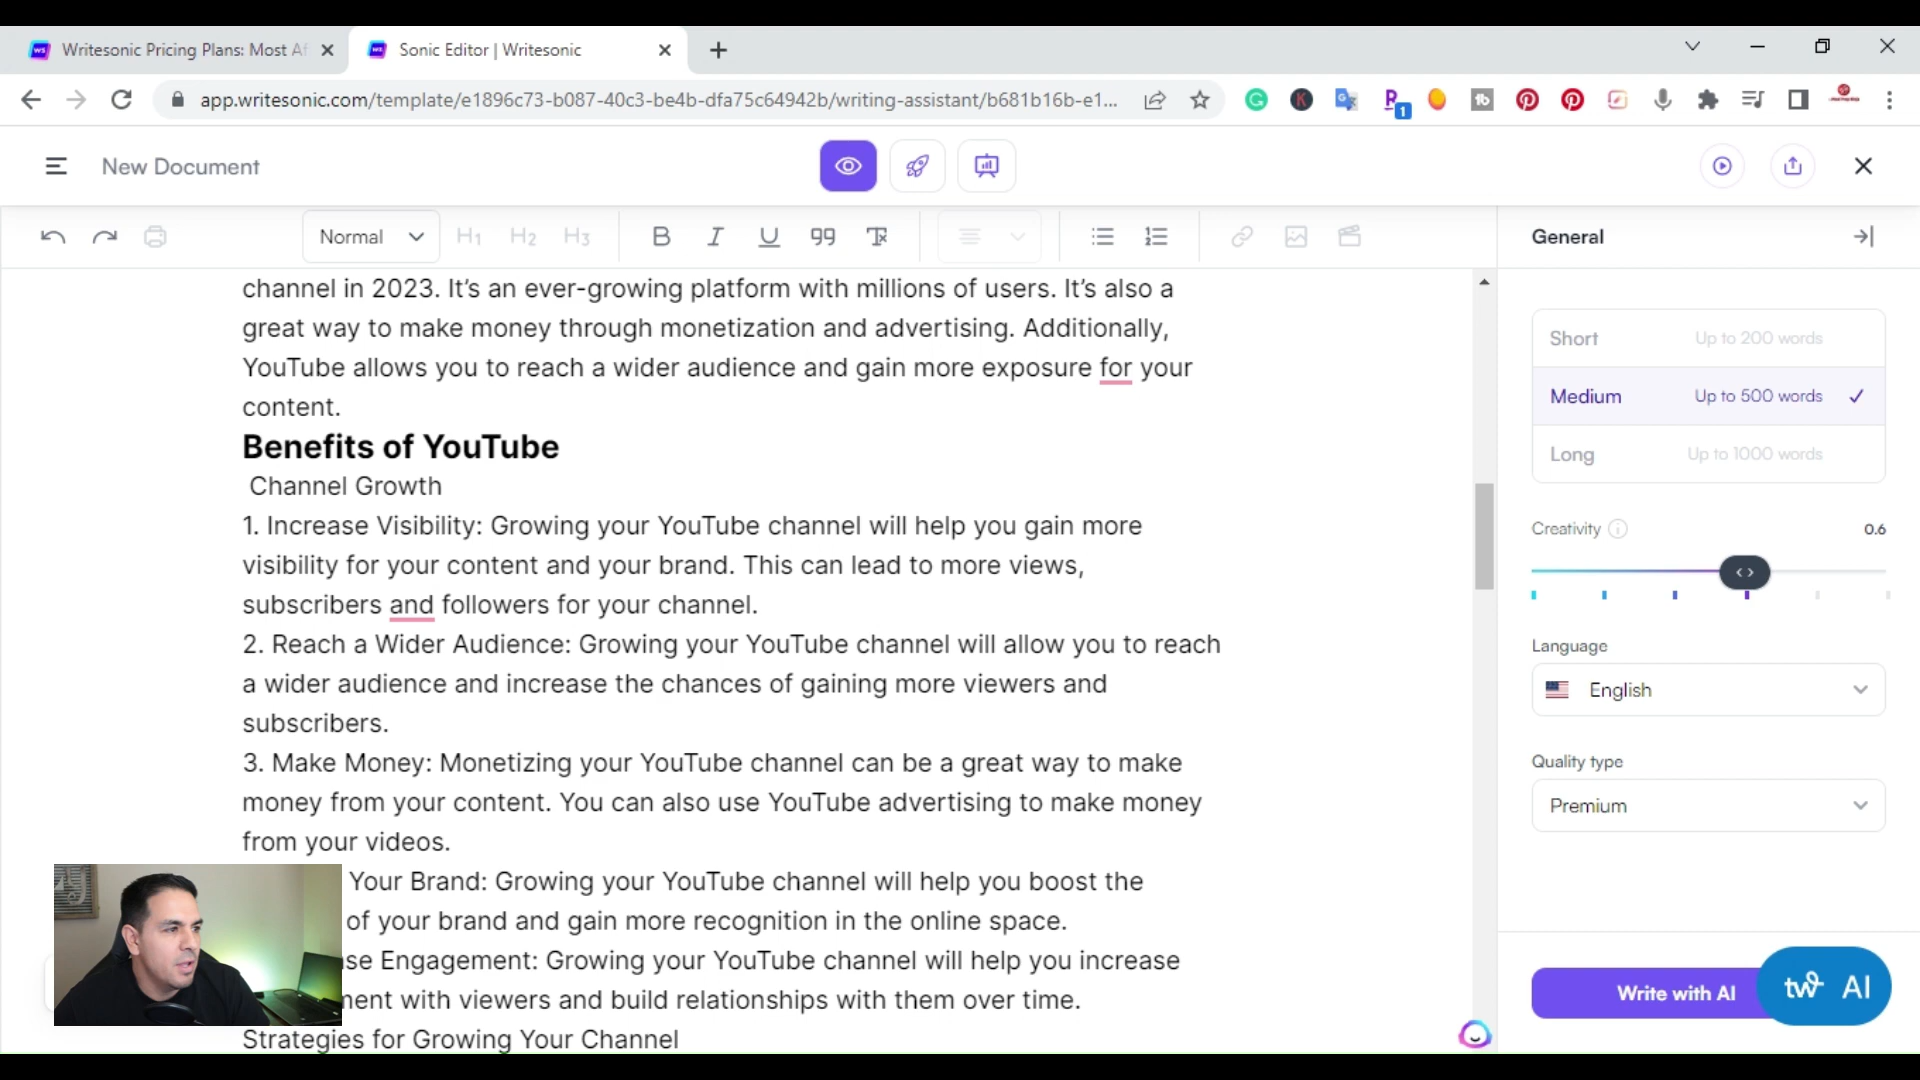 Writesonic Pricing Plans: Most Af
Sonic Editor | Writesonic
app.writesonic.com/template/e1896c73-b087-40c3-be4b-dfa75c64942b/writing-assistant/b681b16b-e1...
1
New Document
Normal
H1 H2 H3
General
channel in 2023. It’s an ever-growing platform with millions of users. It’s also a
great way to make money through monetization and advertising. Additionally,
YouTube allows you to reach a wider audience and gain more exposure for your
content.
Benefits of YouTube
Channel Growth
1. Increase Visibility: Growing your YouTube channel will help you gain more
visibility for your content and your brand. This can lead to more views,
subscribers and followers for your channel.
2. Reach a Wider Audience: Growing your YouTube channel will allow you to reach
a wider audience and increase the chances of gaining more viewers and
subscribers.
3. Make Money: Monetizing your YouTube channel can be a great way to make
money from your content. You can also use YouTube advertising to make money
from your videos.
Your Brand: Growing your YouTube channel will help you boost the
of your brand and gain more recognition in the online space.
se Engagement: Growing your YouTube channel will help you increase
ment with viewers and build relationships with them over time.
Strategies for Growing Your Channel
Short Up to 200 words
Medium Up to 500 words
Long Up to 1000 words
Creativity 0.6
Language
English
Quality type
Premium
Write with AI
tw AI